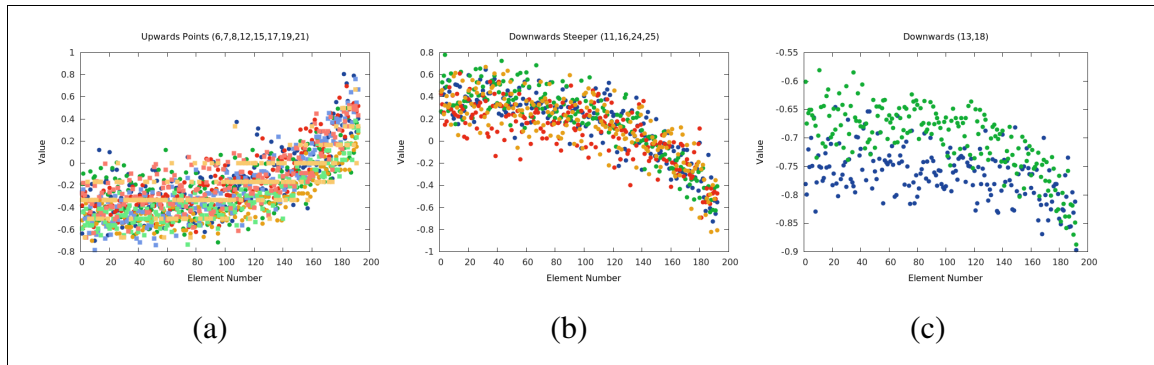 Upwards Points (6,7,8,12,15,17,19,21)
1
0.8
0.6
0.4
0.2
0
-0.2
-0.4
-0.6
-0.8
Value
0 20 40 60 80 100 120 140 160 180 200
Element Number
(a)
Downwards Steeper (11,16,24,25)
0.8
0.6
0.4
0.2
0
-0.2
-0.4
-0.6
-0.8
-1
Value
0 20 40 60 80 100 120 140 160 180 200
Element Number
(b)
Downwards (13,18)
-0.55
-0.6
-0.65
-0.7
-0.75
-0.8
-0.85
-0.9
Value
0 20 40 60 80 100 120 140 160 180 200
Element Number
(c)